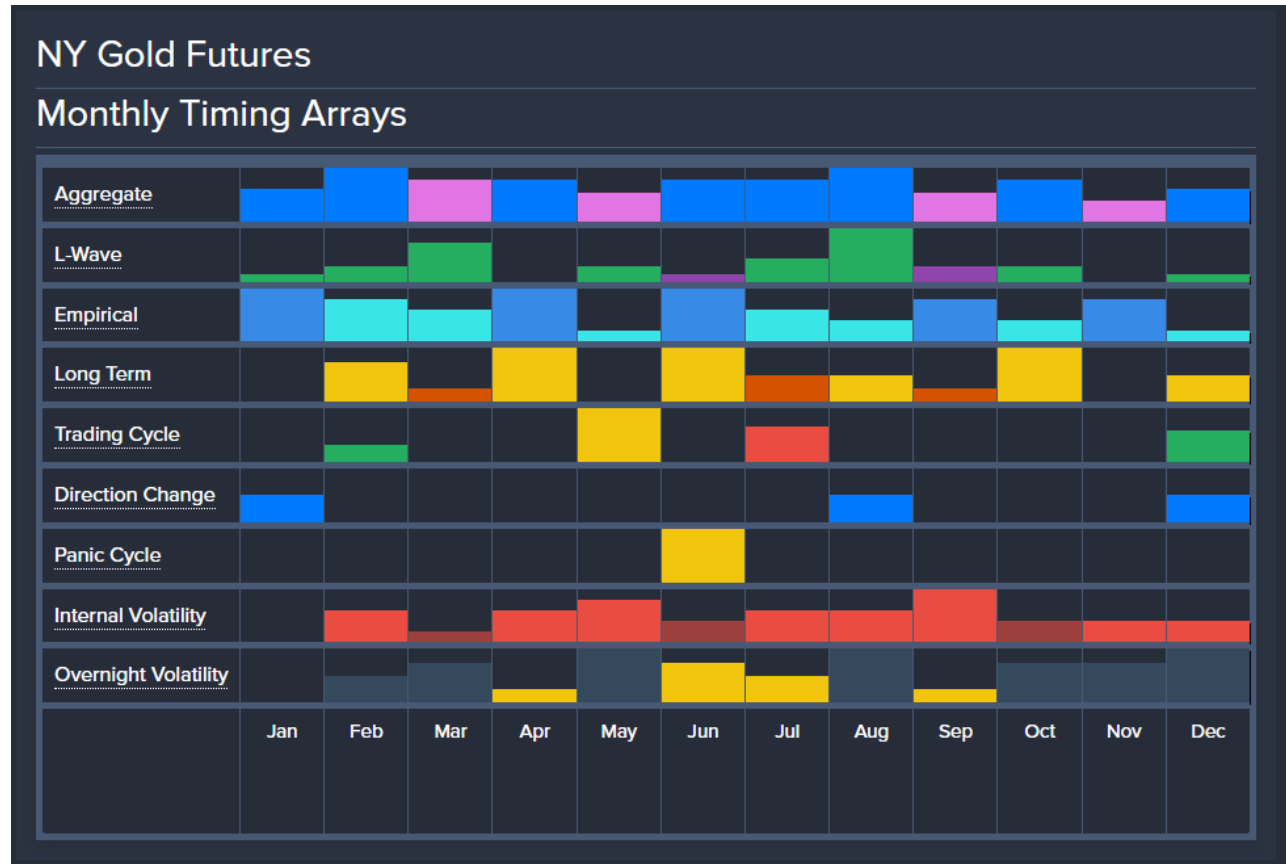 NY Gold Futures
Monthly Timing Arrays
Aggregate
L-Wave
Empirical
Long Term
Trading Cycle
Direction Change
Panic Cycle
Internal Volatility
Overnight Volatility
Jan Feb Mar Apr May Jun Jul Aug Sep Oct Nov Dec